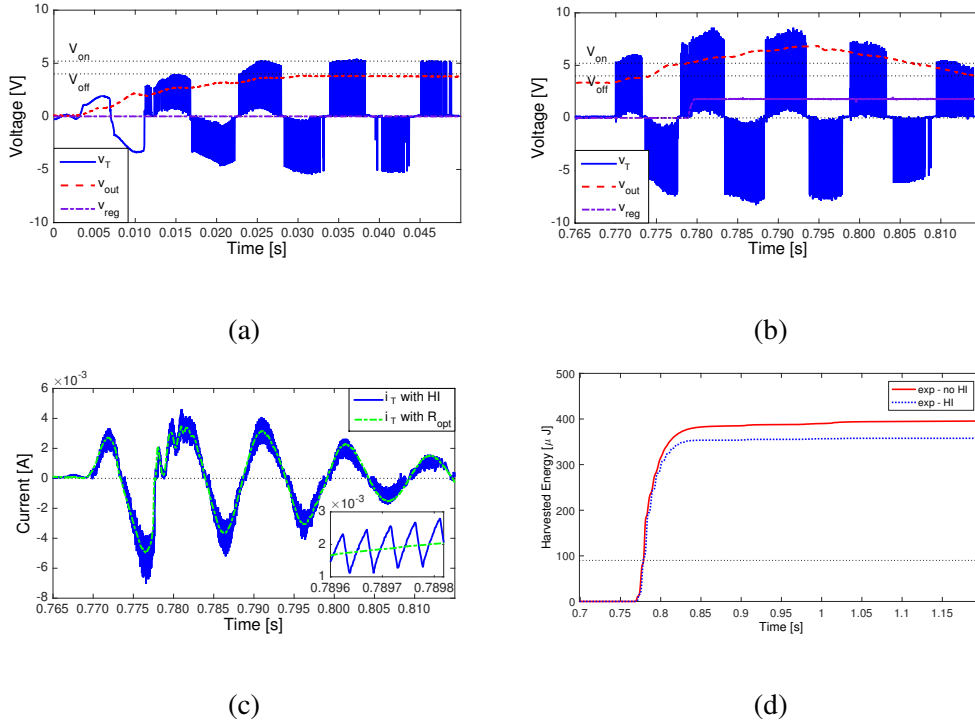 10
5
0
-5
-10
Voltage [V]
V_on
V_off
v_T
v_out
v_reg
0 0.005 0.010 0.015 0.020 0.025 0.030 0.035 0.040 0.045
Time [s]
(a)
10
5
0
-5
-10
Voltage [V]
V_on
V_off
v_T
v_out
v_reg
0.765 0.770 0.775 0.780 0.785 0.790 0.795 0.800 0.805 0.810
Time [s]
(b)
×10^-3
6
4
2
0
-2
-4
-6
-8
Current [A]
i_T with HI
i_T with R_opt
×10^-3
3
2
1
0.7896 0.7897 0.7898
0.765 0.770 0.775 0.780 0.785 0.790 0.795 0.800 0.805 0.810
Time [s]
(c)
500
400
300
200
100
0
Harvested Energy [μ J]
exp - no HI
exp - HI
0.7 0.75 0.8 0.85 0.9 0.95 1 1.05 1.1 1.15
Time [s]
(d)